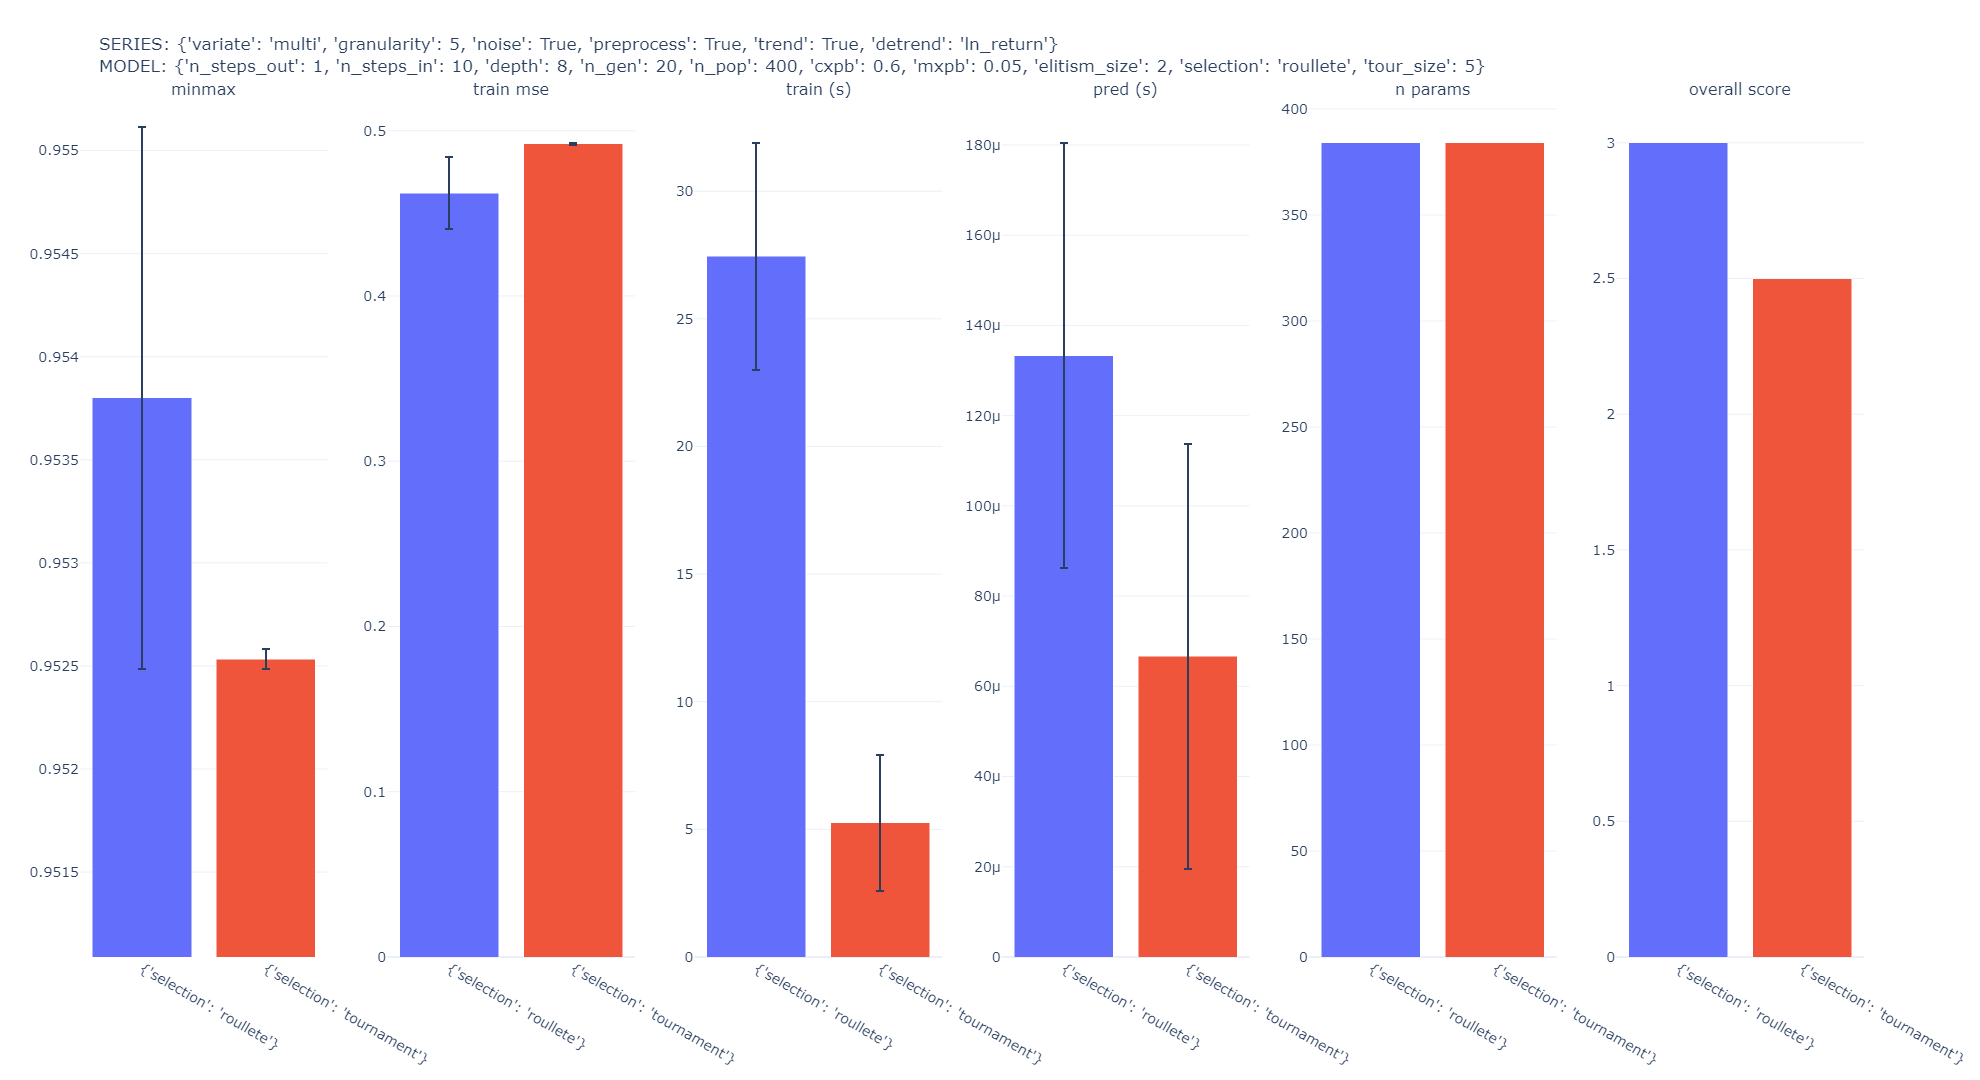 SERIES: {'variate': 'multi', 'granularity': 5, 'noise': True, 'preprocess': True, 'trend': True, 'detrend': 'ln_return'}
MODEL: {'n_steps_out': 1, 'n_steps_in': 10, 'depth': 8, 'n_gen': 20, 'n_pop': 400, 'cxpb': 0.6, 'mxpb': 0.05, 'elitism_size': 2, 'selection': 'roullete', 'tour_size': 5}
minmax
0.955
0.9545
0.954
0.9535
0.953
0.9525
0.952
0.9515
{'selection': 'roullete'}
{'selection': 'tournament'}
train mse
0.5
0.4
0.3
0.2
0.1
0
{'selection': 'roullete'}
{'selection': 'tournament'}
train (s)
30
25
20
15
10
5
0
{'selection': 'roullete'}
{'selection': 'tournament'}
pred (s)
180μ
160μ
140μ
120μ
100μ
80μ
60μ
40μ
20μ
0
{'selection': 'roullete'}
{'selection': 'tournament'}
n params
400
350
300
250
200
150
100
50
0
{'selection': 'roullete'}
{'selection': 'tournament'}
overall score
3
2.5
2
1.5
1
0.5
0
{'selection': 'roullete'}
{'selection': 'tournament'}